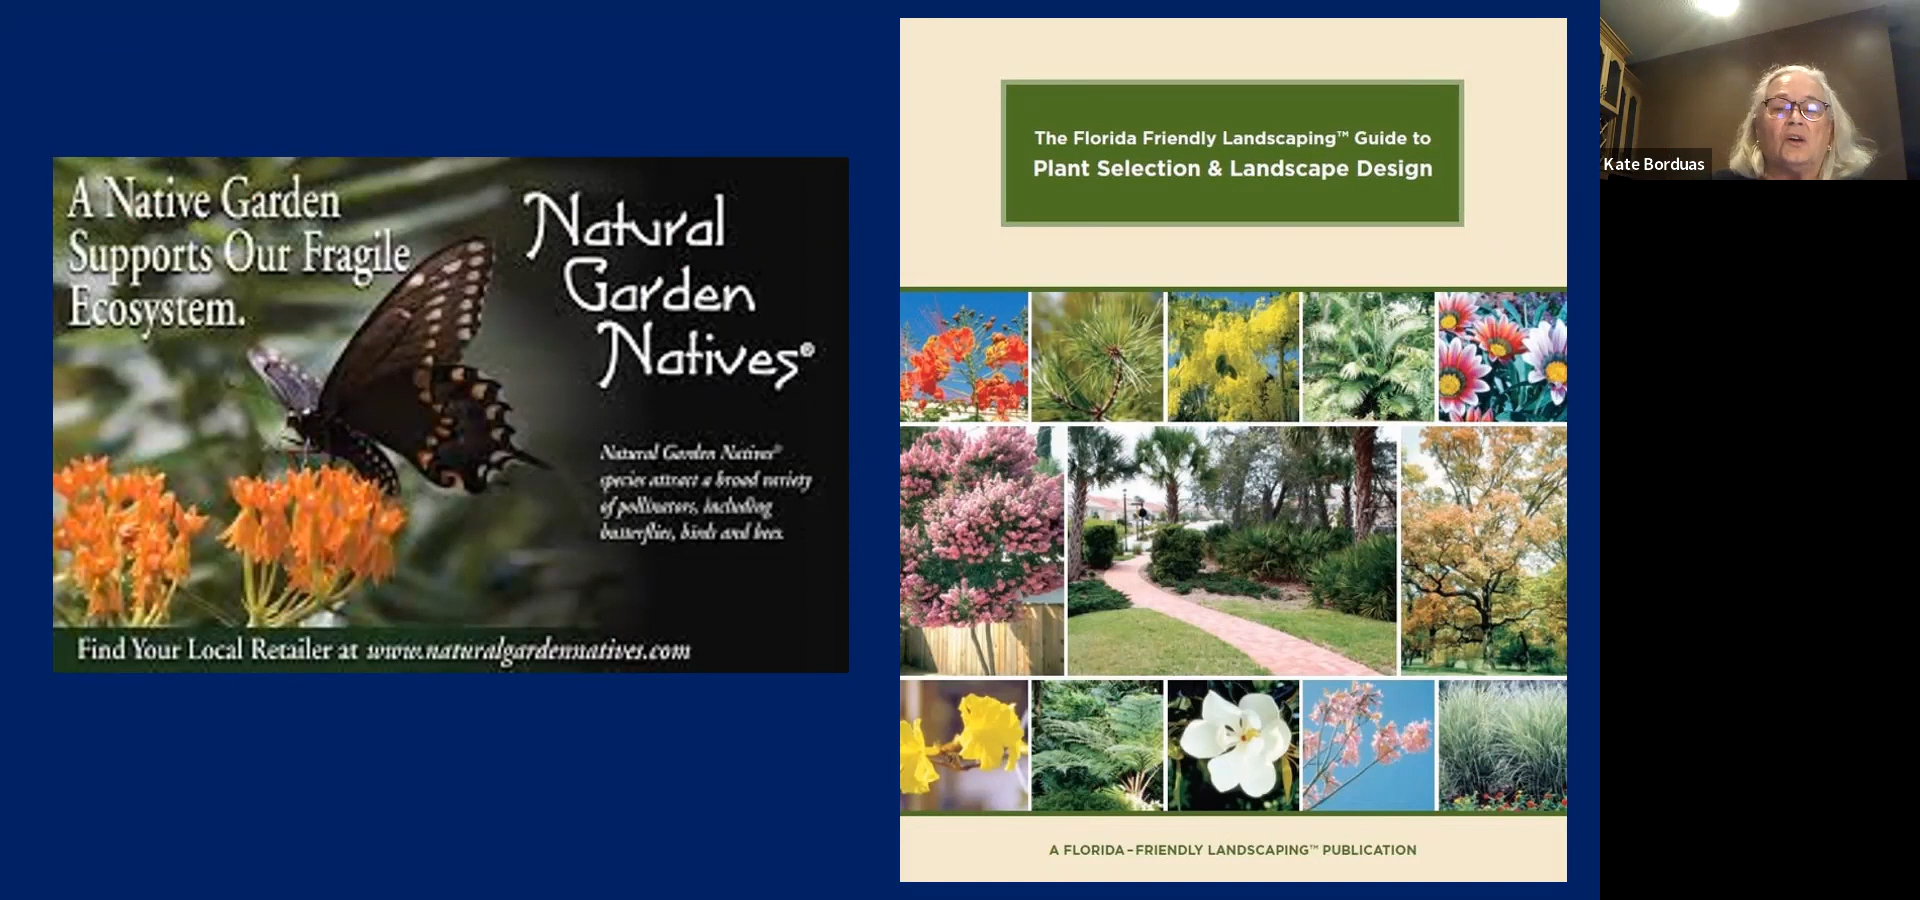 A Native Garden
Supports Our Fragile
Ecosystem.
Natural
Garden
Natives®
Natural Garden Natives®
species attract a broad variety
of pollinators, including
butterflies, birds and bees.
Find Your Local Retailer at www.naturalgardennatives.com
The Florida Friendly Landscaping™ Guide to
Plant Selection & Landscape Design
A FLORIDA-FRIENDLY LANDSCAPING™ PUBLICATION
Kate Borduas